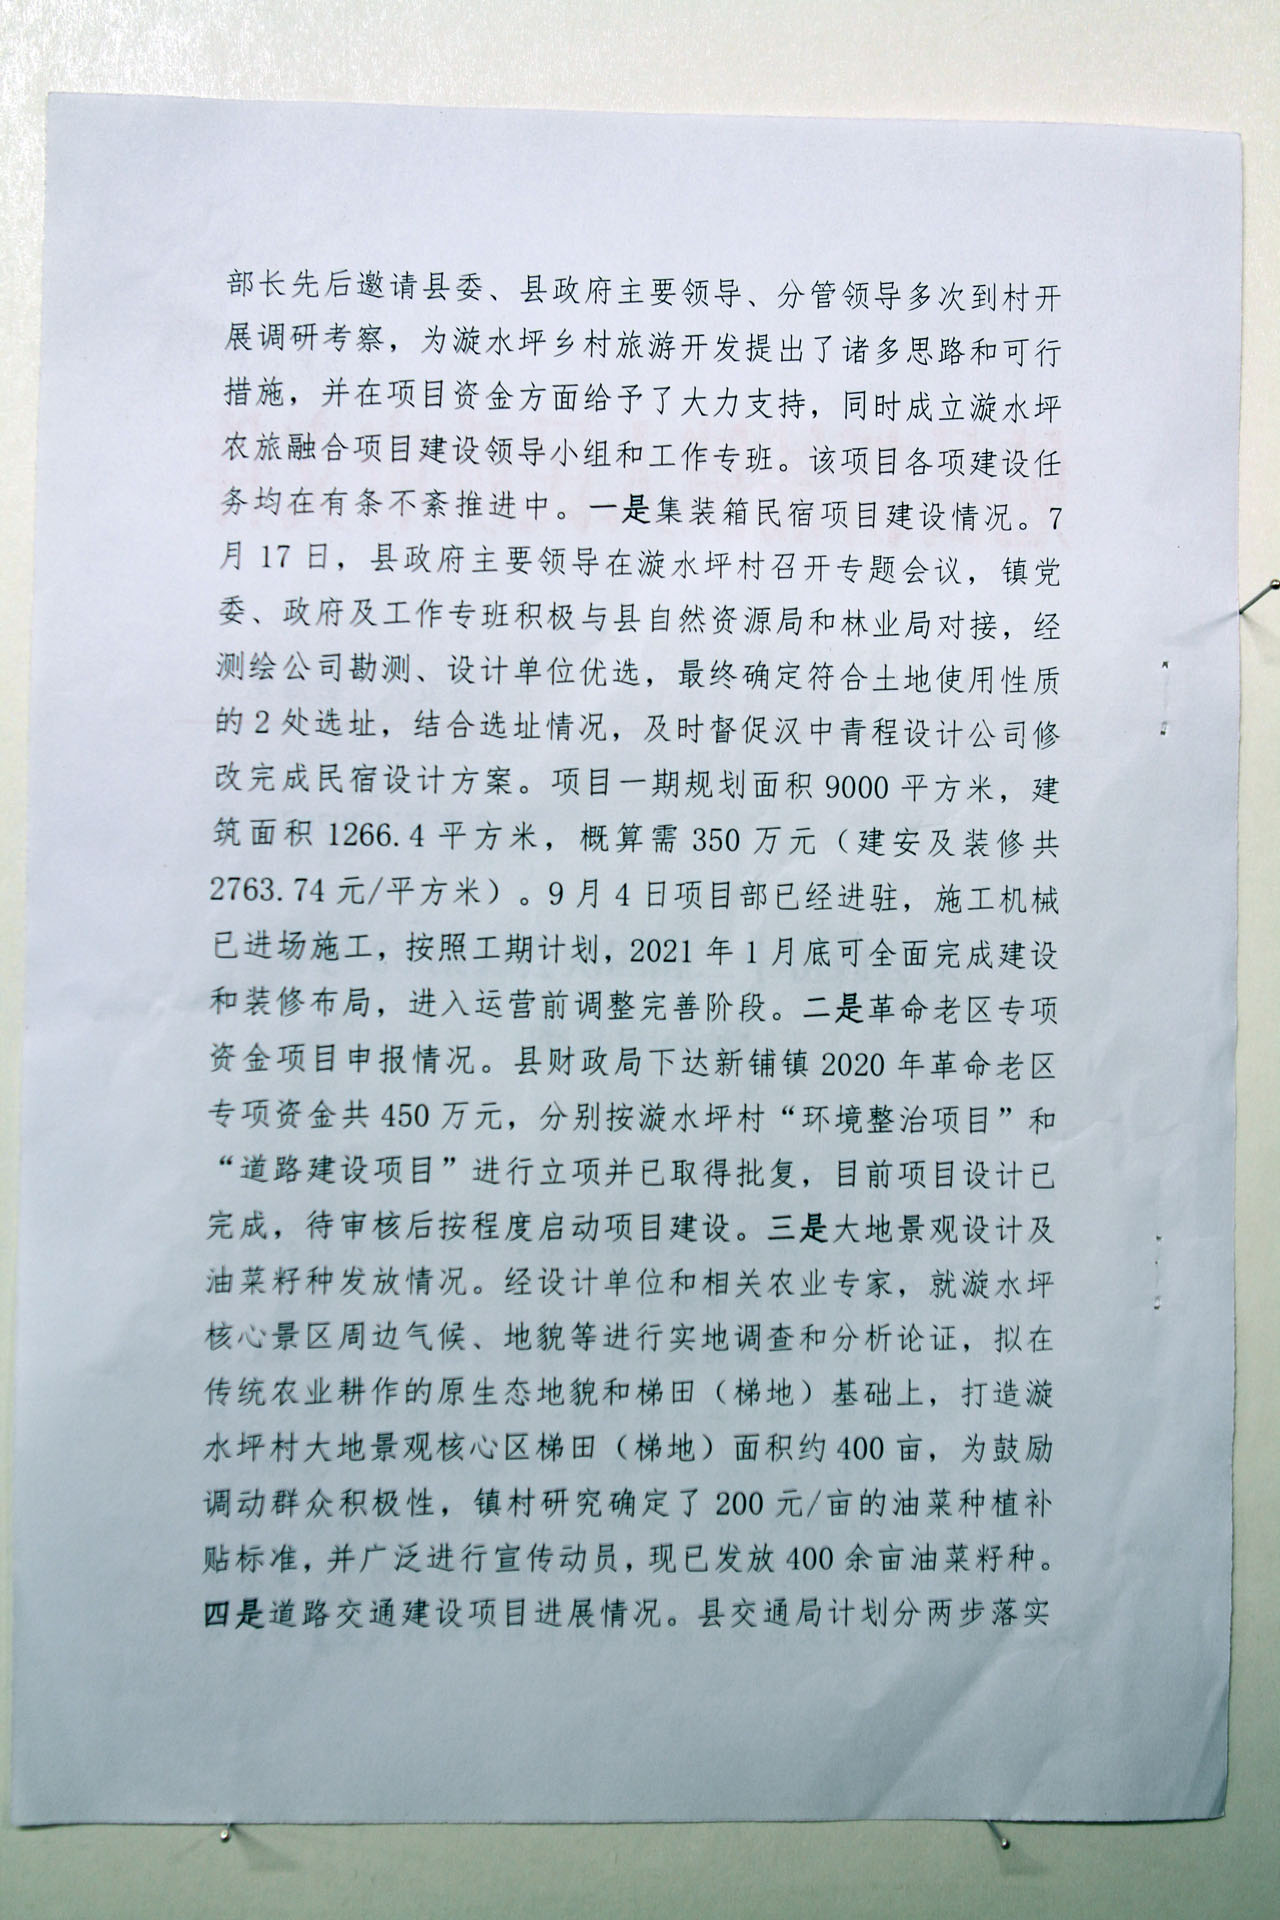 部长先后邀请县委、县政府主要领导、分管领导多次到村开
展调研考察，为漩水坪乡村旅游开发提出了诸多思路和可行
措施，并在项目资金方面给予了大力支持，同时成立漩水坪
农旅融合项目建设领导小组和工作专班。该项目各项建设任
务均在有条不紊推进中。一是集装箱民宿项目建设情况。7
月17日，县政府主要领导在漩水坪村召开专题会议，镇党
委、政府及工作专班积极与县自然资源局和林业局对接，经
测绘公司勘测、设计单位优选，最终确定符合土地使用性质
的2处选址，结合选址情况，及时督促汉中青程设计公司修
改完成民宿设计方案。项目一期规划面积9000平方米，建
筑面积1266.4平方米，概算需350万元（建安及装修共
2763.74元/平方米）。9月4日项目部已经进驻，施工机械
已进场施工，按照工期计划，2021年1月底可全面完成建设
和装修布局，进入运营前调整完善阶段。二是革命老区专项
资金项目申报情况。县财政局下达新铺镇2020年革命老区
专项资金共450万元，分别按漩水坪村“环境整治项目”和
“道路建设项目”进行立项并已取得批复，目前项目设计已
完成，待审核后按程度启动项目建设。三是大地景观设计及
油菜籽种发放情况。经设计单位和相关农业专家，就漩水坪
核心景区周边气候、地貌等进行实地调查和分析论证，拟在
传统农业耕作的原生态地貌和梯田（梯地）基础上，打造漩
水坪村大地景观核心区梯田（梯地）面积约400亩，为鼓励
调动群众积极性，镇村研究确定了200元/亩的油菜种植补
贴标准，并广泛进行宣传动员，现已发放400余亩油菜籽种。
四是道路交通建设项目进展情况。县交通局计划分两步落实